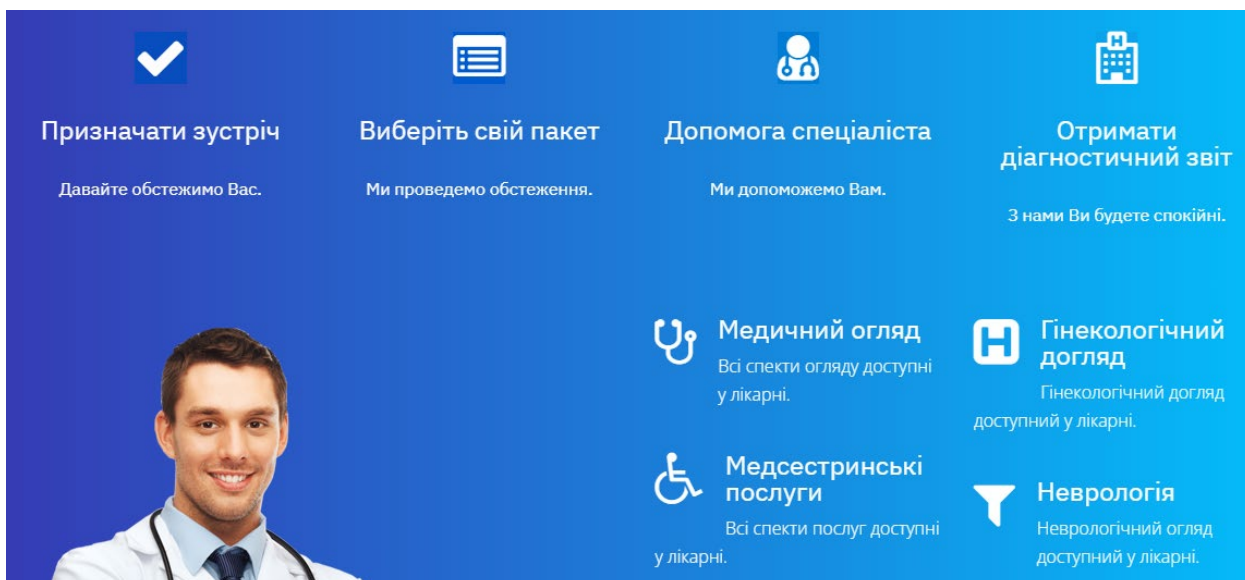 Призначати зустріч
Давайте обстежимо Вас.
Виберіть свій пакет
Ми проведемо обстеження.
Допомога спеціаліста
Ми допоможемо Вам.
Отримати
діагностичний звіт
З нами Ви будете спокійні.
Медичний огляд
Всі спекти огляду доступні
у лікарні.
Гінекологічний
догляд
Гінекологічний догляд
доступний у лікарні.
Медсестринські
послуги
Всі спекти послуг доступні
у лікарні.
Неврологія
Неврологічний огляд
доступний у лікарні.